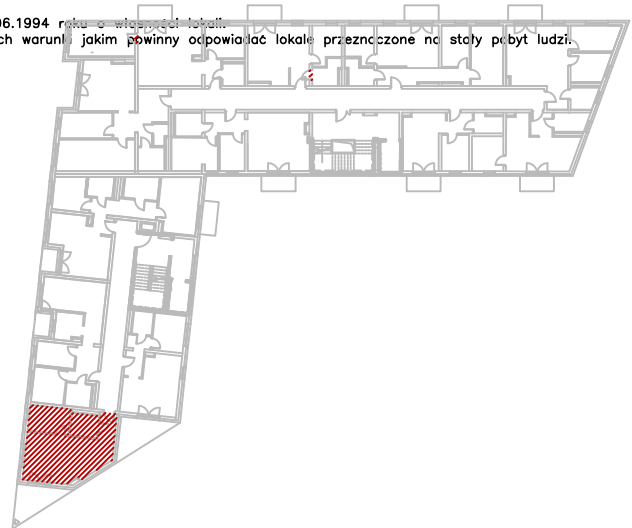 06.1994 roku o własności lokali.
ch warunki jakim powinny odpowiadać lokale przeznaczone na stały pobyt ludzi.